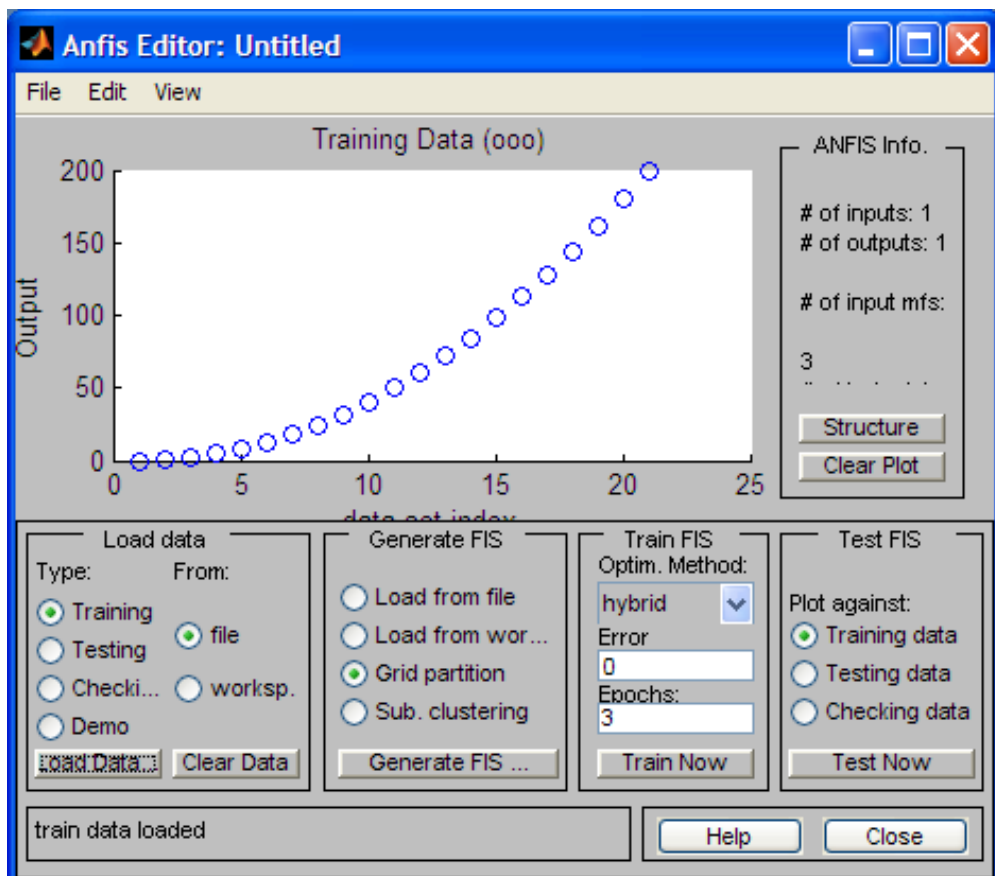 Anfis Editor: Untitled
File Edit View
Training Data (ooo)
200
150
100
50
0
Output
0 5 10 15 20 25
data set index
ANFIS Info.
# of inputs: 1
# of outputs: 1
# of input mfs:
3
Structure
Clear Plot
Load data
Type: From:
Training
file
Testing
Checki... worksp.
Demo
Load Data... Clear Data
Generate FIS
Load from file
Load from wor...
Grid partition
Sub. clustering
Generate FIS ...
Train FIS
Optim. Method:
hybrid
Error
0
Epochs:
3
Train Now
Test FIS
Plot against:
Training data
Testing data
Checking data
Test Now
train data loaded
Help Close